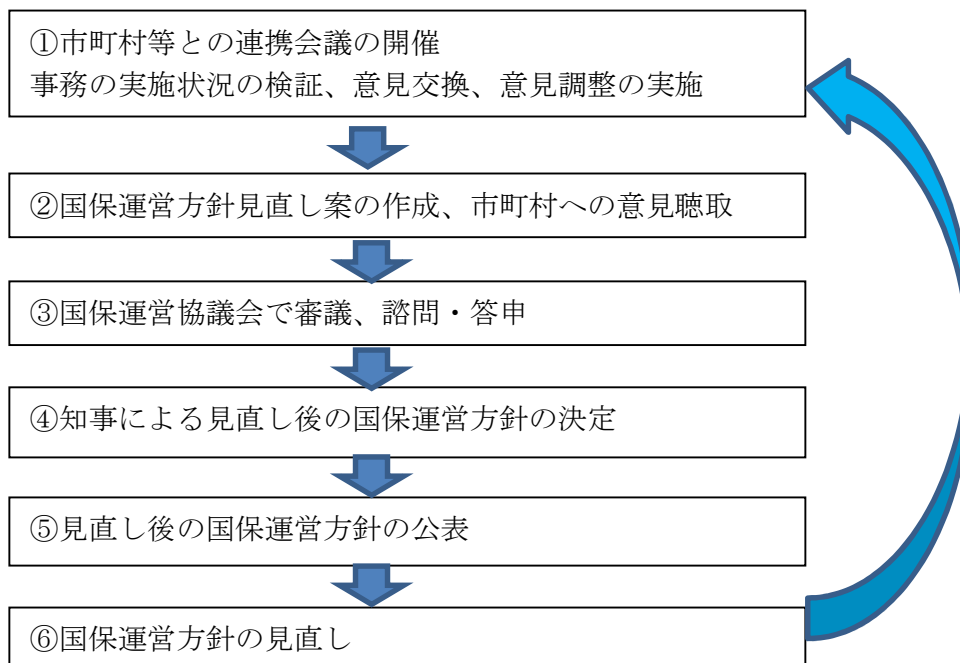 ①市町村等との連携会議の開催
事務の実施状況の検証、意見交換、意見調整の実施
②国保運営方針見直し案の作成、市町村への意見聴取
③国保運営協議会で審議、諮問・答申
④知事による見直し後の国保運営方針の決定
⑤見直し後の国保運営方針の公表
⑥国保運営方針の見直し